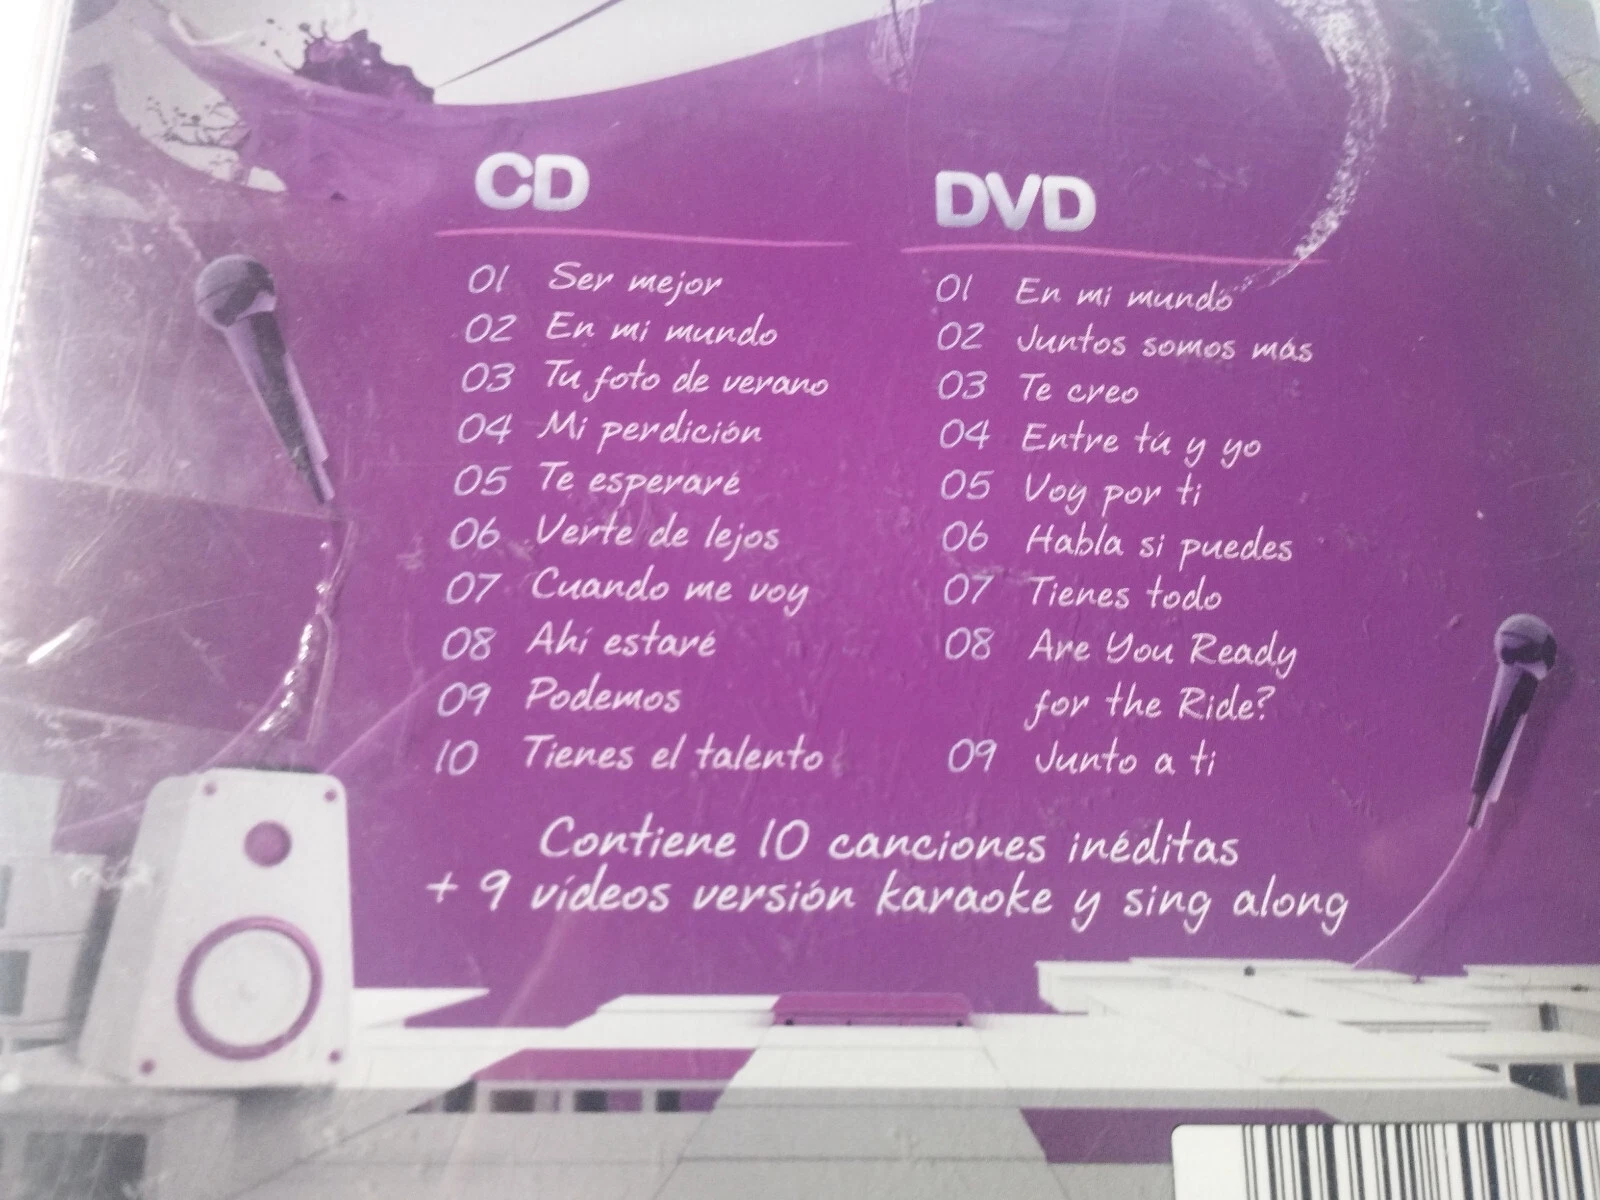 CD
01 Ser mejor
02 En mi mundo
03 Tu foto de verano
04 Mi perdición
05 Te esperaré
06 Verte de lejos
07 Cuando me voy
08 Ahí estaré
09 Podemos
10 Tienes el talento
DVD
01 En mi mundo
02 Juntos somos más
03 Te creo
04 Entre tú y yo
05 Voy por ti
06 Habla si puedes
07 Tienes todo
08 Are You Ready
for the Ride?
09 Junto a ti
Contiene 10 canciones inéditas
+ 9 vídeos versión karaoke y sing along